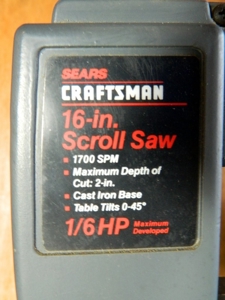 SEARS
CRAFTSMAN
16-in.
Scroll Saw
▪ 1700 SPM
▪ Maximum Depth of
Cut: 2-in.
▪ Cast Iron Base
▪ Table Tilts 0-45°
1/6 HP Maximum
Developed